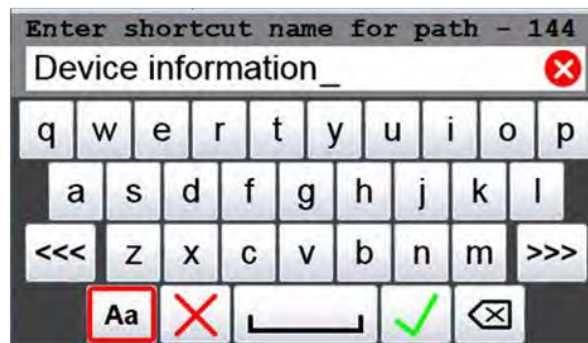 Enter shortcut name for path - 144
Device information_
q w e r t y u i o p
a s d f g h j k l
<<< z x c v b n m >>>
Aa